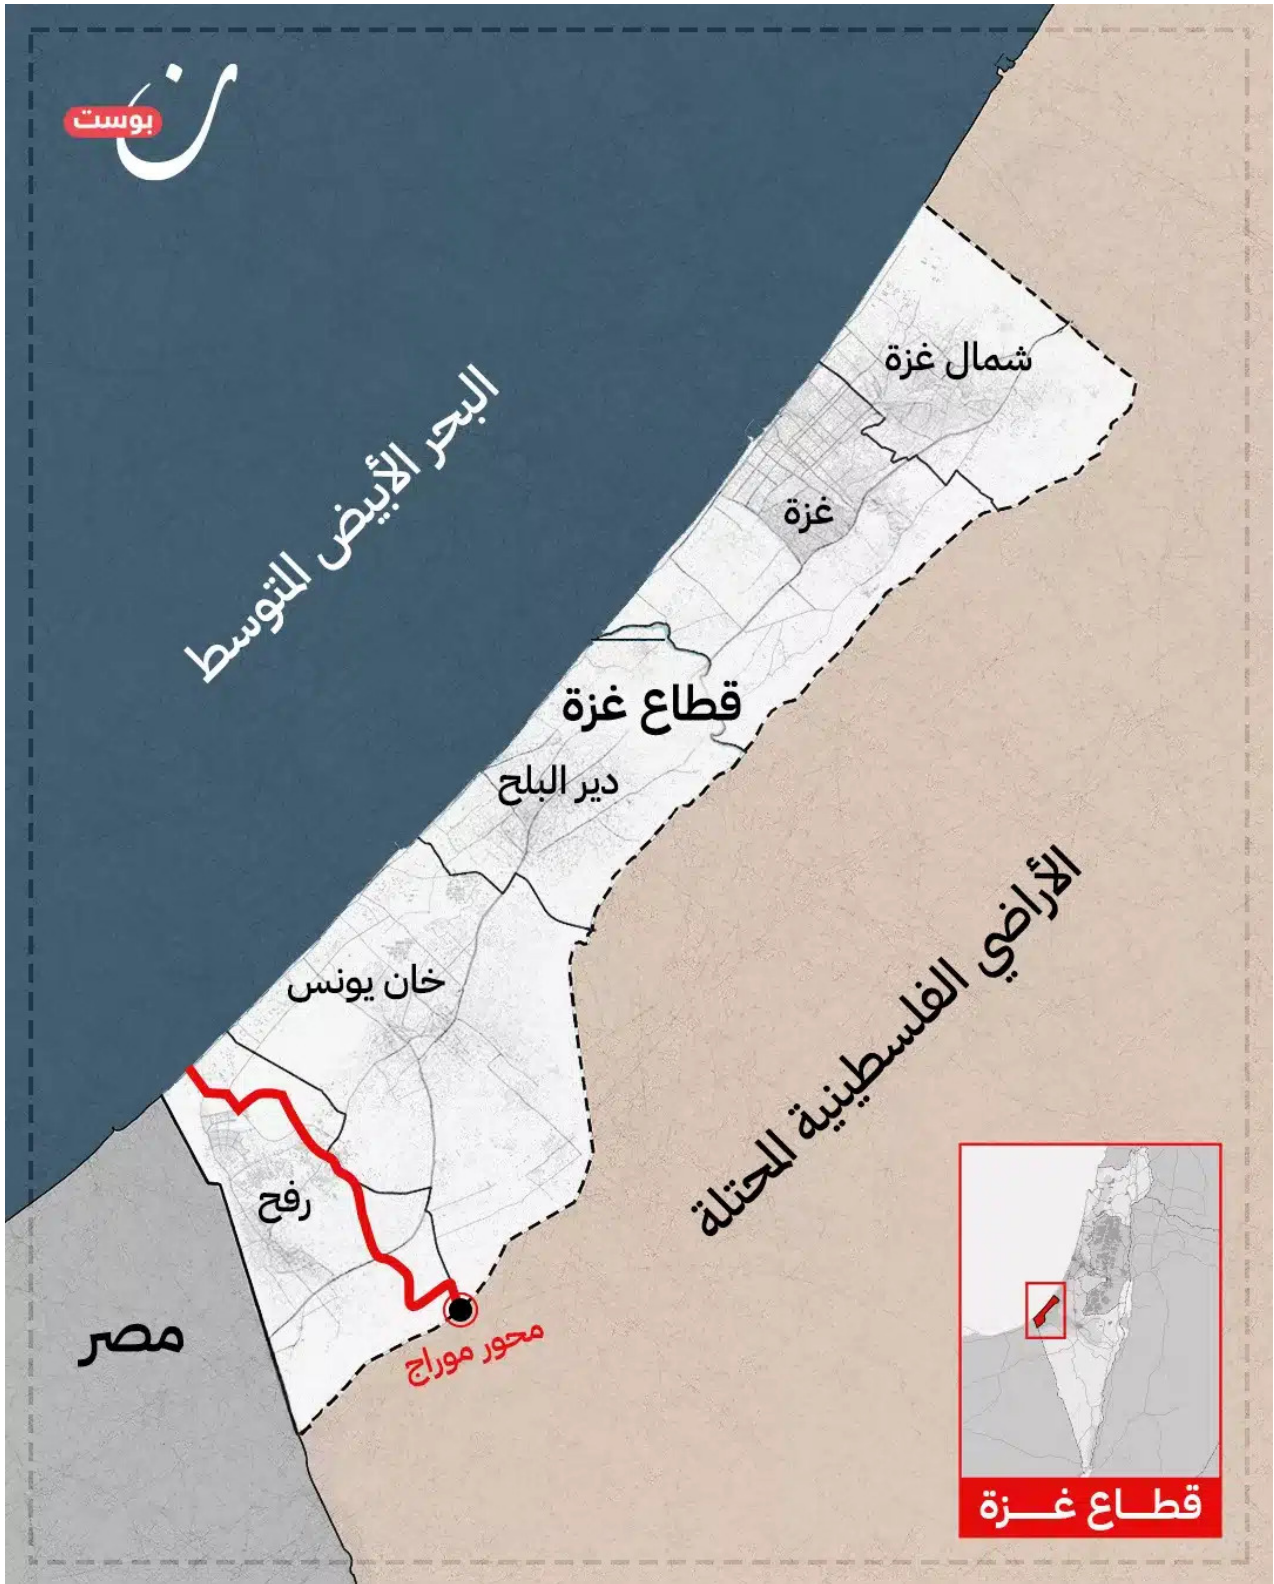 ن
بوست
شمال غزة
البحر الأبيض المتوسط
غزة
قطاع غزة
دير البلح
الأراضي الفلسطينية المحتلة
خان يونس
رفح
مصر
محور موراج
قطاع غزة